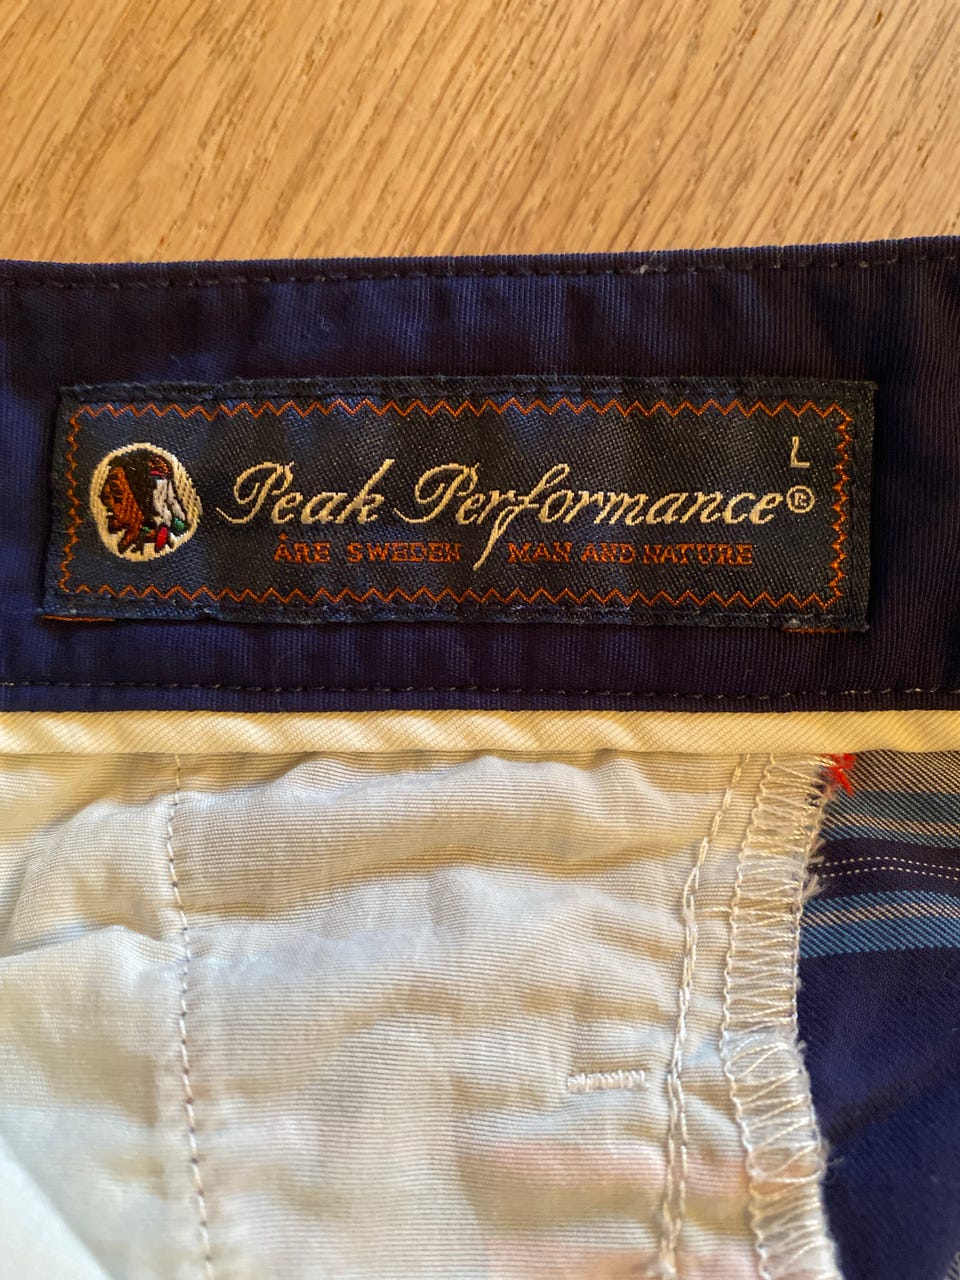 L
Peak Performance®
ÅRE SWEDEN MAN AND NATURE